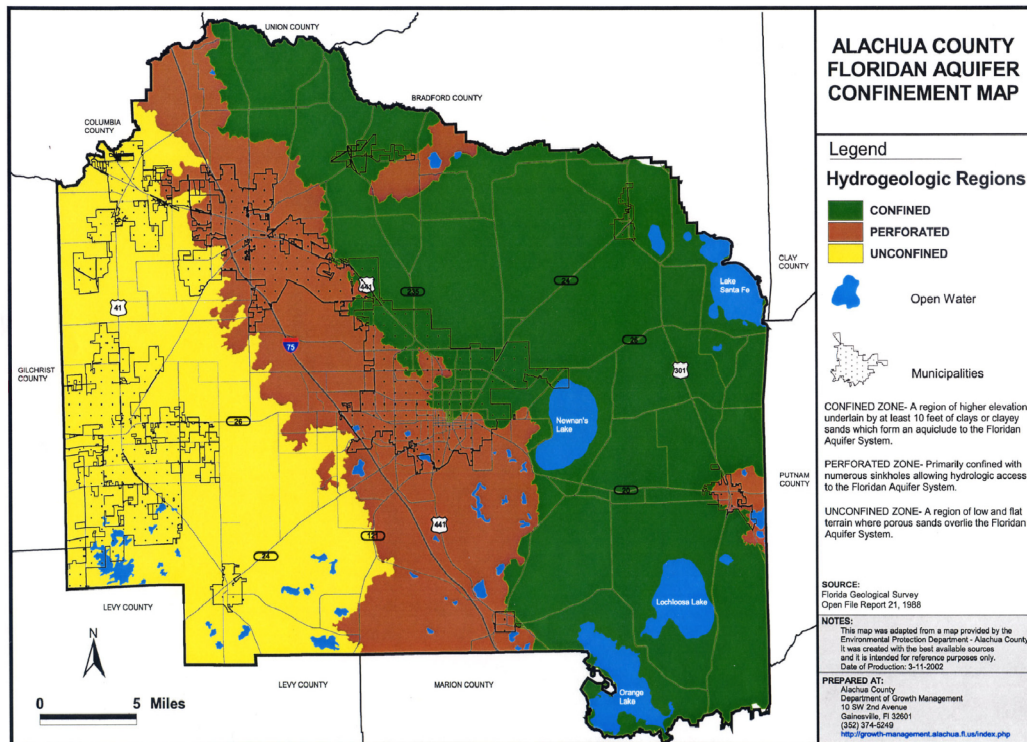 ALACHUA COUNTY
FLORIDAN AQUIFER
CONFINEMENT MAP
Legend
Hydrogeologic Regions
CONFINED
PERFORATED
UNCONFINED
Open Water
Municipalities
CONFINED ZONE- A region of higher elevation
underlain by at least 10 feet of clays or clayey
sands which form an aquiclude to the Floridan
Aquifer System.
PERFORATED ZONE- Primarily confined with
numerous sinkholes allowing hydrologic access
to the Floridan Aquifer System.
UNCONFINED ZONE- A region of low and flat
terrain where porous sands overlie the Floridan
Aquifer System.
SOURCE:
Florida Geological Survey
Open File Report 21, 1988
NOTES:
This map was adapted from a map provided by the
Environmental Protection Department - Alachua County
It was created with the best available sources
and it is intended for reference purposes only.
Date of Production: 3-11-2002
PREPARED AT:
Alachua County
Department of Growth Management
10 SW 2nd Avenue
Gainesville, Fl 32601
(352) 374-5249
http://growth-management.alachua.fl.us/index.php
UNION COUNTY
BRADFORD COUNTY
COLUMBIA
COUNTY
CLAY
COUNTY
GILCHRIST
COUNTY
PUTNAM
COUNTY
LEVY COUNTY
LEVY COUNTY
MARION COUNTY
Lake
Santa Fe
Newnan's
Lake
Lochloosa Lake
Orange
Lake
41
441
75
26
24
121
441
301
24
26
20
N
0 5 Miles